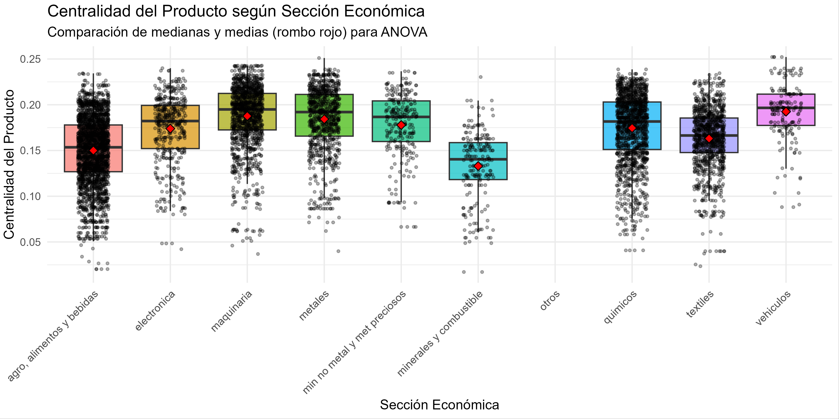 Centralidad del Producto según Sección Económica
Comparación de medianas y medias (rombo rojo) para ANOVA
Centralidad del Producto
0.25
0.20
0.15
0.10
0.05
agro, alimentos y bebidas
electronica
maquinaria
metales
min no metal y met preciosos
minerales y combustible
otros
quimicos
textiles
vehiculos
Sección Económica